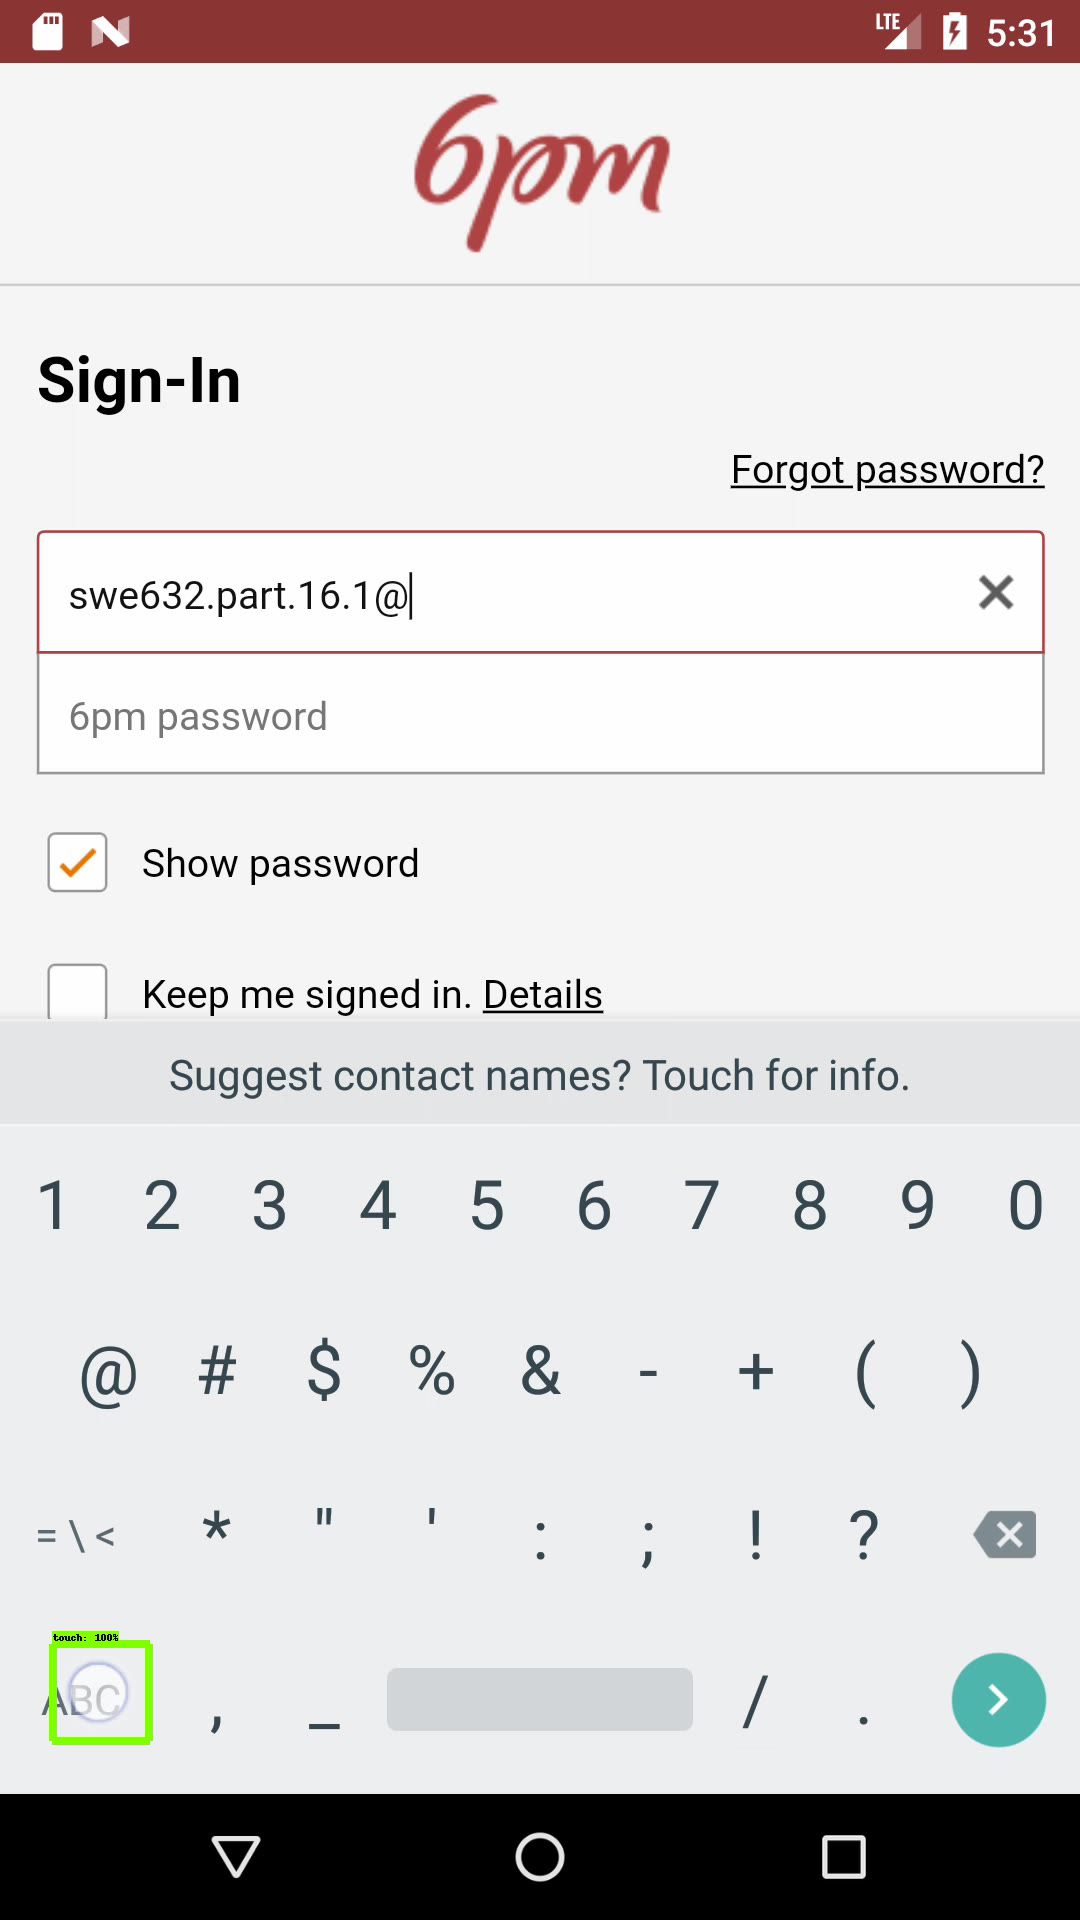 LTE 5:31
6pm
Sign-In
Forgot password?
swe632.part.16.1@
6pm password
Show password
Keep me signed in. Details
Suggest contact names? Touch for info.
1 2 3 4 5 6 7 8 9 0
@ # $ % & - + ( )
= \ < * " ' : ; ! ?
touch: 100%
ABC , _ / .